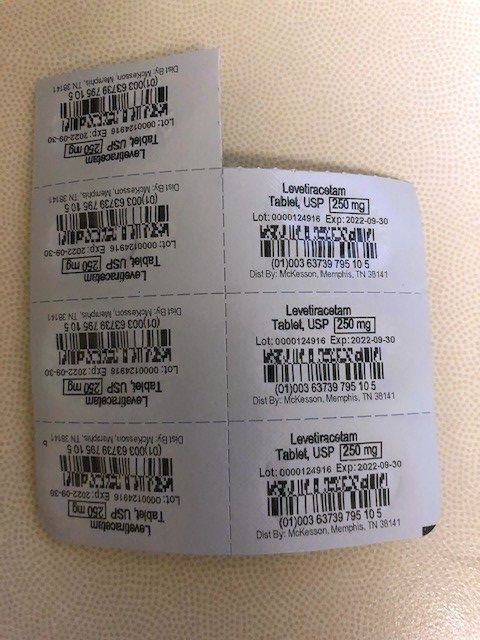 Levetiracetam
Tablet, USP 250 mg
Lot: 0000124916 Exp: 2022-09-30
(01)003 63739 795 10 5
Dist By: McKesson, Memphis, TN 38141
Levetiracetam
Tablet, USP 250 mg
Lot: 0000124916 Exp: 2022-09-30
(01)003 63739 795 10 5
Dist By: McKesson, Memphis, TN 38141
Levetiracetam
Tablet, USP 250 mg
Lot: 0000124916 Exp: 2022-09-30
(01)003 63739 795 10 5
Dist By: McKesson, Memphis, TN 38141
Levetiracetam
Tablet, USP 250 mg
Lot: 0000124916 Exp: 2022-09-30
(01)003 63739 795 10 5
Dist By: McKesson, Memphis, TN 38141
Levetiracetam
Tablet, USP 250 mg
Lot: 0000124916 Exp: 2022-09-30
(01)003 63739 795 10 5
Dist By: McKesson, Memphis, TN 38141
Levetiracetam
Tablet, USP 250 mg
Lot: 0000124916 Exp: 2022-09-30
(01)003 63739 795 10 5
Dist By: McKesson, Memphis, TN 38141
Levetiracetam
Tablet, USP 250 mg
Lot: 0000124916 Exp: 2022-09-30
(01)003 63739 795 10 5
Dist By: McKesson, Memphis, TN 38141